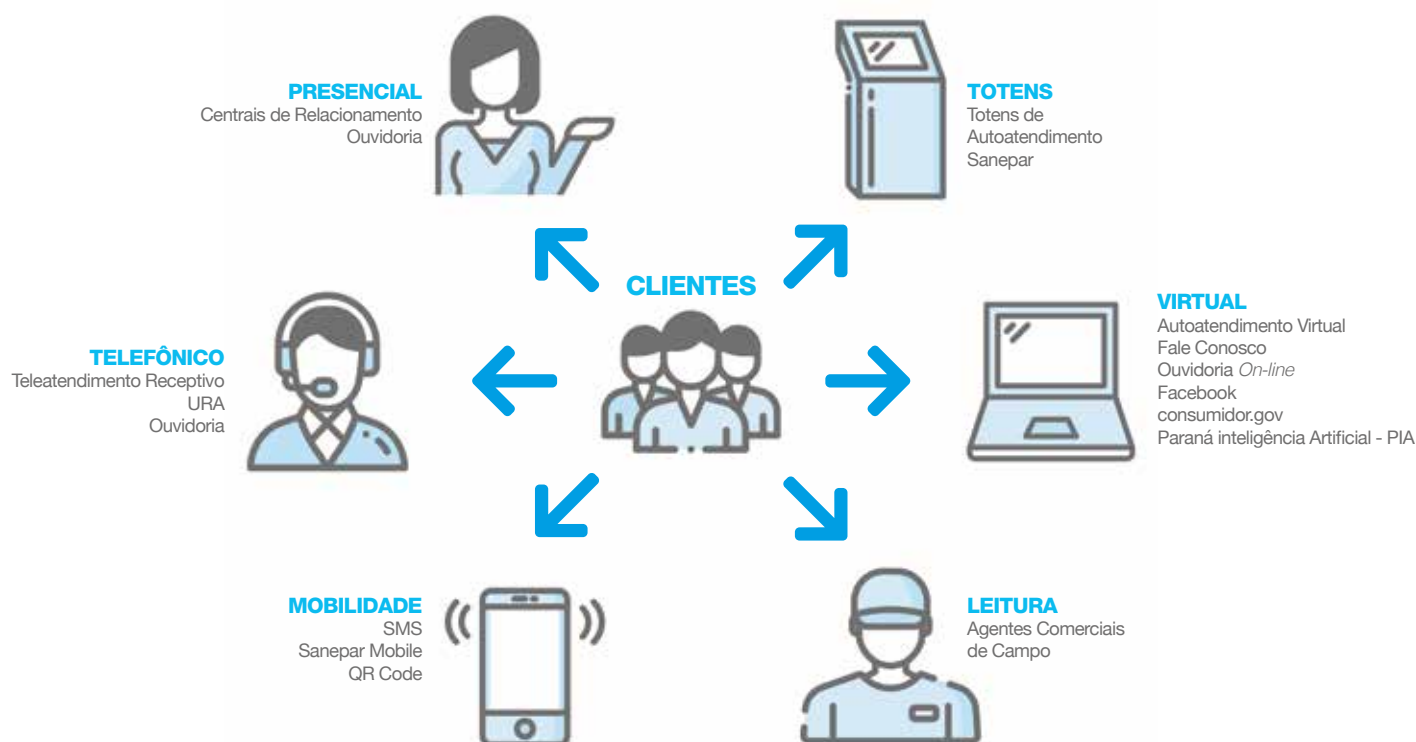 PRESENCIAL
Centrais de Relacionamento
Ouvidoria
TOTENS
Totens de
Autoatendimento
Sanepar
CLIENTES
TELEFÔNICO
Teleatendimento Receptivo
URA
Ouvidoria
VIRTUAL
Autoatendimento Virtual
Fale Conosco
Ouvidoria On-line
Facebook
consumidor.gov
Paraná inteligência Artificial - PIA
MOBILIDADE
SMS
Sanepar Mobile
QR Code
LEITURA
Agentes Comerciais
de Campo